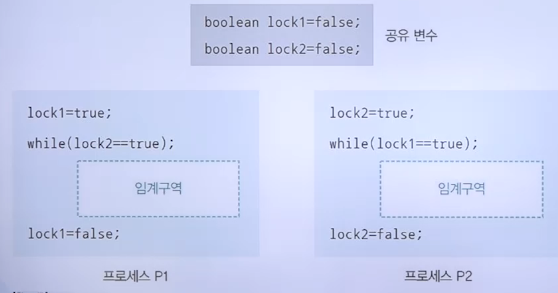 boolean lock1=false;
boolean lock2=false;
공유 변수
lock1=true;
while(lock2==true);
임계구역
lock1=false;
프로세스 P1
lock2=true;
while(lock1==true);
임계구역
lock2=false;
프로세스 P2